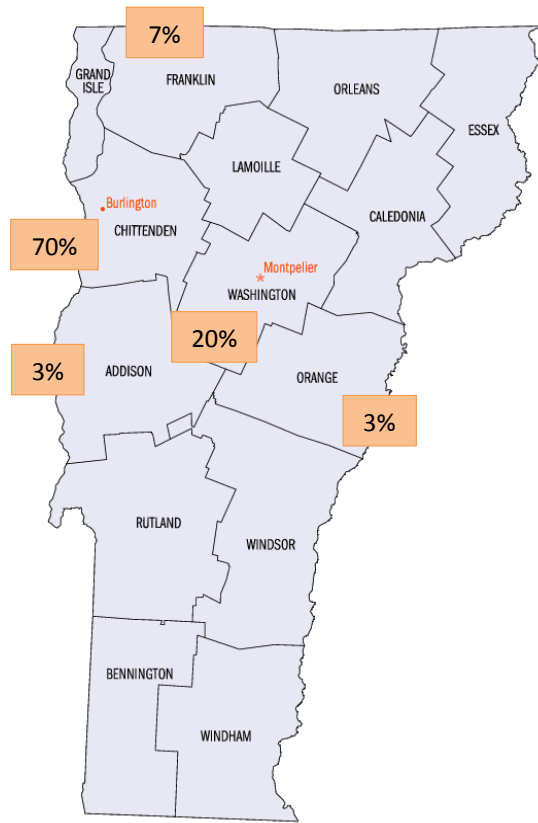 7%
GRAND
ISLE
FRANKLIN
ORLEANS
ESSEX
LAMOILLE
Burlington
CHITTENDEN
CALEDONIA
70%
Montpelier
WASHINGTON
20%
3%
ADDISON
ORANGE
3%
RUTLAND
WINDSOR
BENNINGTON
WINDHAM